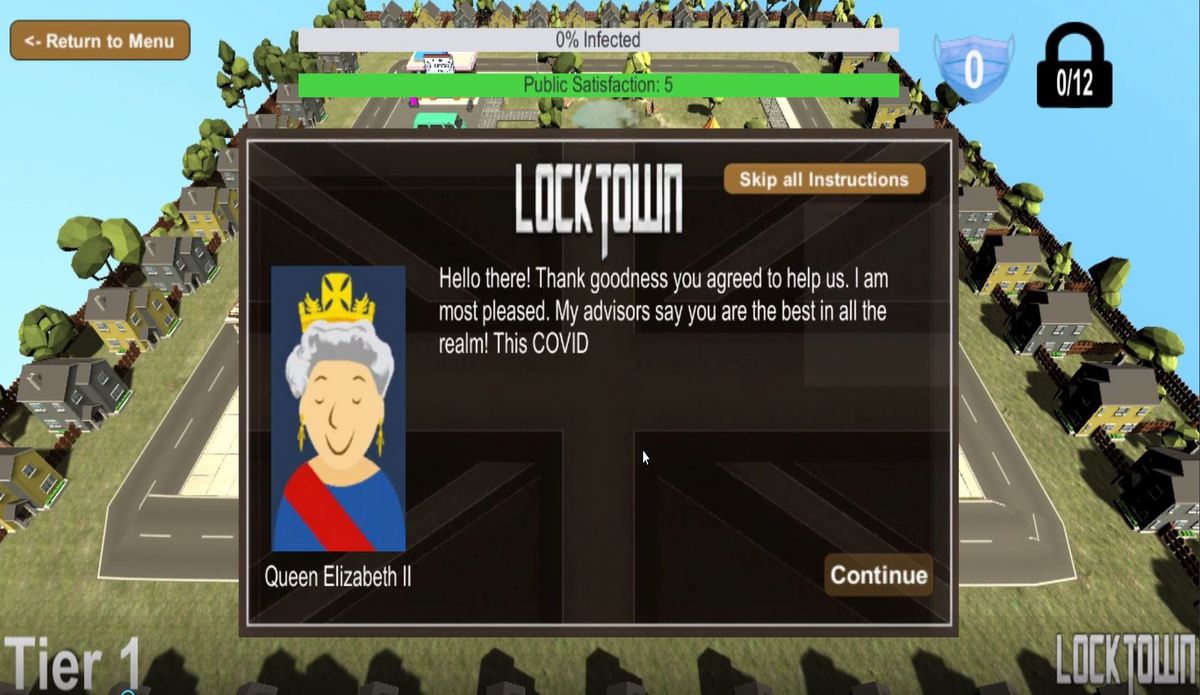 <- Return to Menu
0% Infected
Public Satisfaction: 5
0
0/12
LOCKTOWN
Skip all Instructions
Hello there! Thank goodness you agreed to help us. I am
most pleased. My advisors say you are the best in all the
realm! This COVID
Queen Elizabeth II
Continue
Tier 1
LOCKTOWN